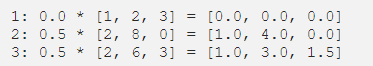 1: 0.0 * [1, 2, 3] = [0.0, 0.0, 0.0]
2: 0.5 * [2, 8, 0] = [1.0, 4.0, 0.0]
3: 0.5 * [2, 6, 3] = [1.0, 3.0, 1.5]